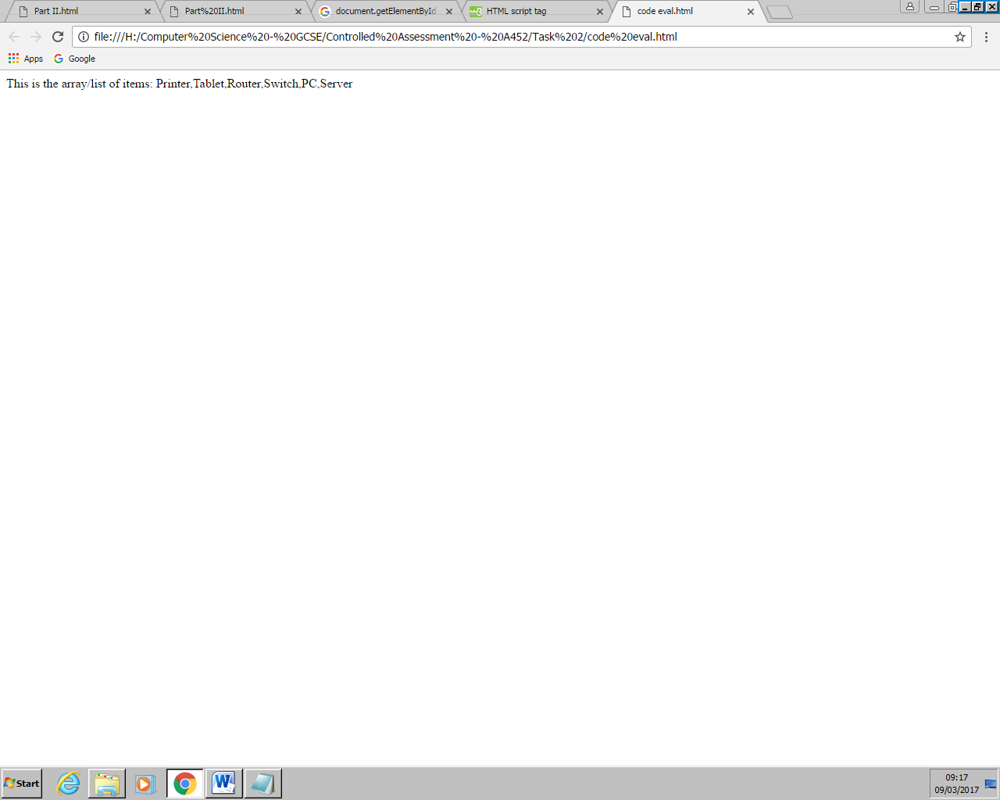 Part II.html
Part%20II.html
document.getElementById
HTML script tag
code eval.html
file:///H:/Computer%20Science%20-%20GCSE/Controlled%20Assessment%20-%20A452/Task%202/code%20eval.html
Apps
Google
This is the array/list of items: Printer,Tablet,Router,Switch,PC,Server
Start
09:17
09/03/2017